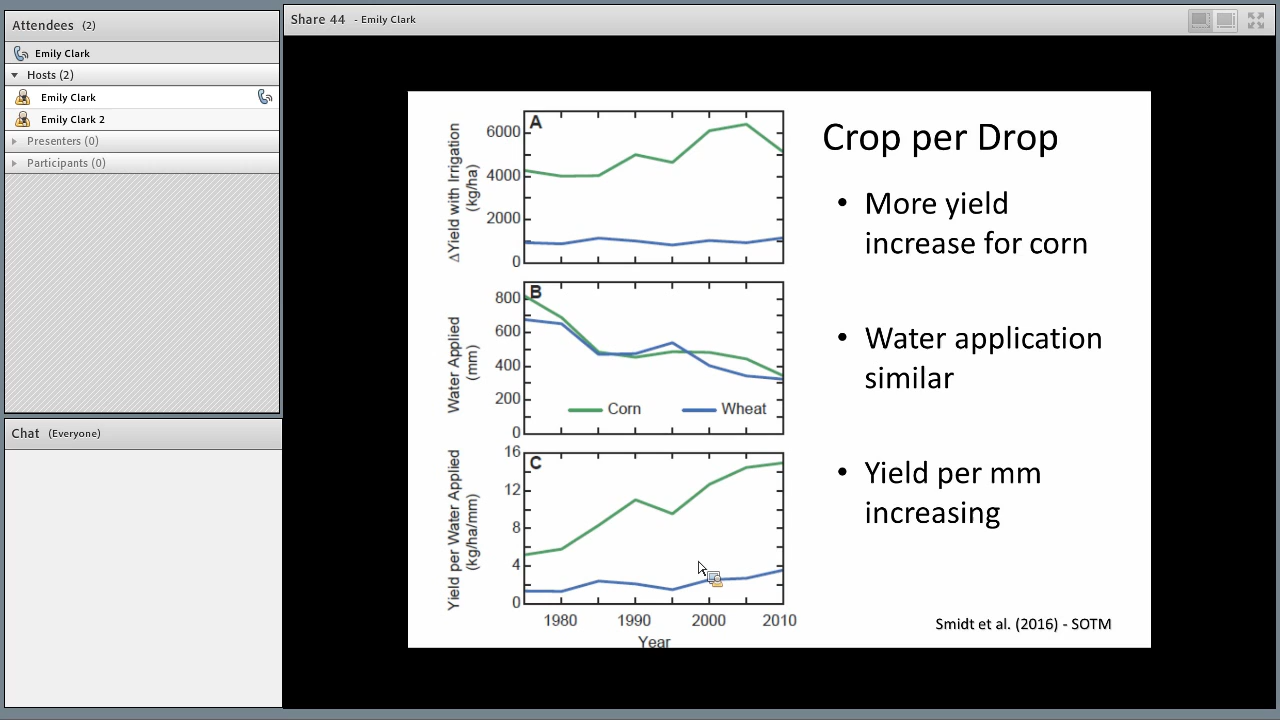 Attendees (2)
Emily Clark
Hosts (2)
Emily Clark
Emily Clark 2
Presenters (0)
Participants (0)
Chat (Everyone)
Share 44 - Emily Clark
A
ΔYield with Irrigation
(kg/ha)
6000
4000
2000
0
B
Water Applied
(mm)
800
600
400
200
0
Corn
Wheat
C
Yield per Water Applied
(kg/ha/mm)
16
12
8
4
0
1980 1990 2000 2010
Year
Crop per Drop
• More yield
increase for corn
• Water application
similar
• Yield per mm
increasing
Smidt et al. (2016) - SOTM